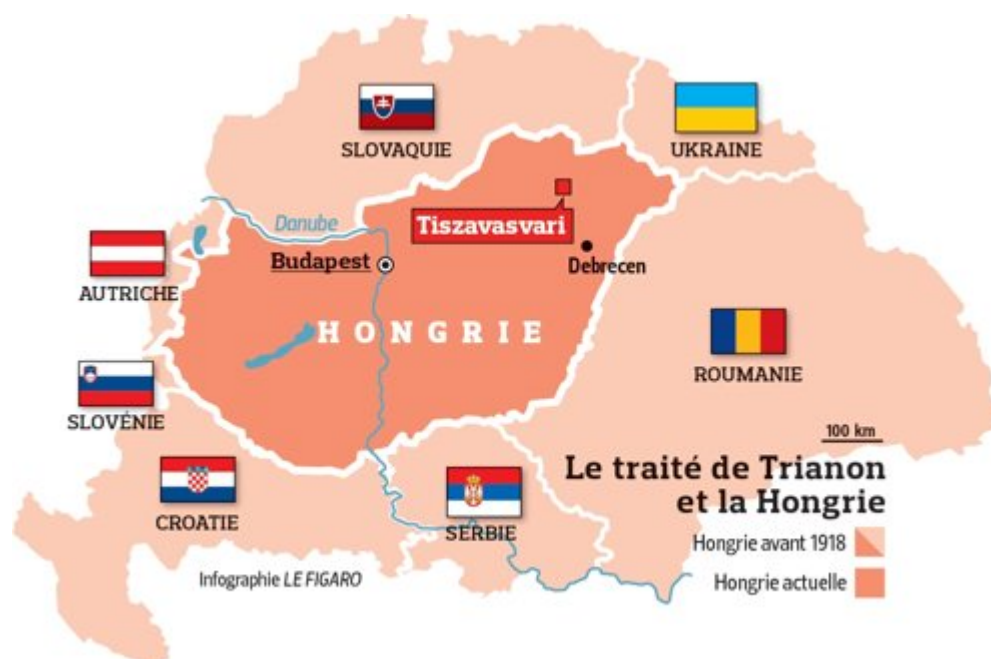 SLOVAQUIE
UKRAINE
Tiszavasvari
Danube
Budapest
Debrecen
AUTRICHE
HONGRIE
ROUMANIE
SLOVÉNIE
100 km
Le traité de Trianon
et la Hongrie
CROATIE
SERBIE
Hongrie avant 1918
Infographie LE FIGARO
Hongrie actuelle